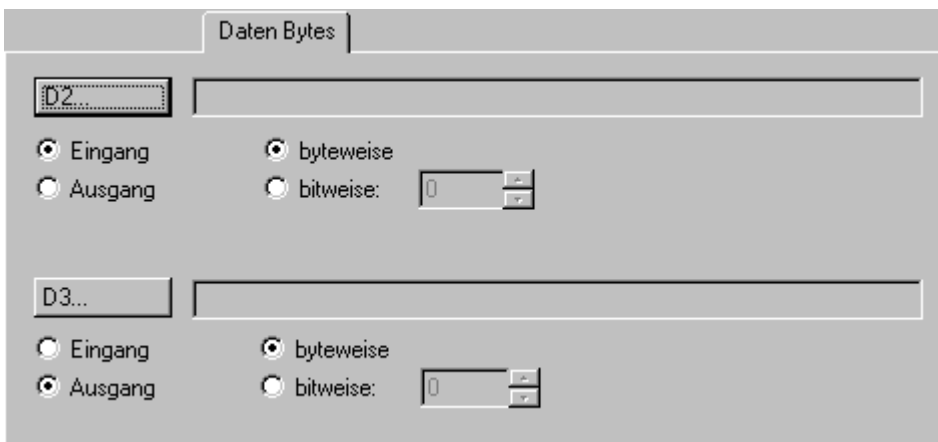 Daten Bytes
D2...
Eingang byteweise
Ausgang bitweise: 0
D3...
Eingang byteweise
Ausgang bitweise: 0